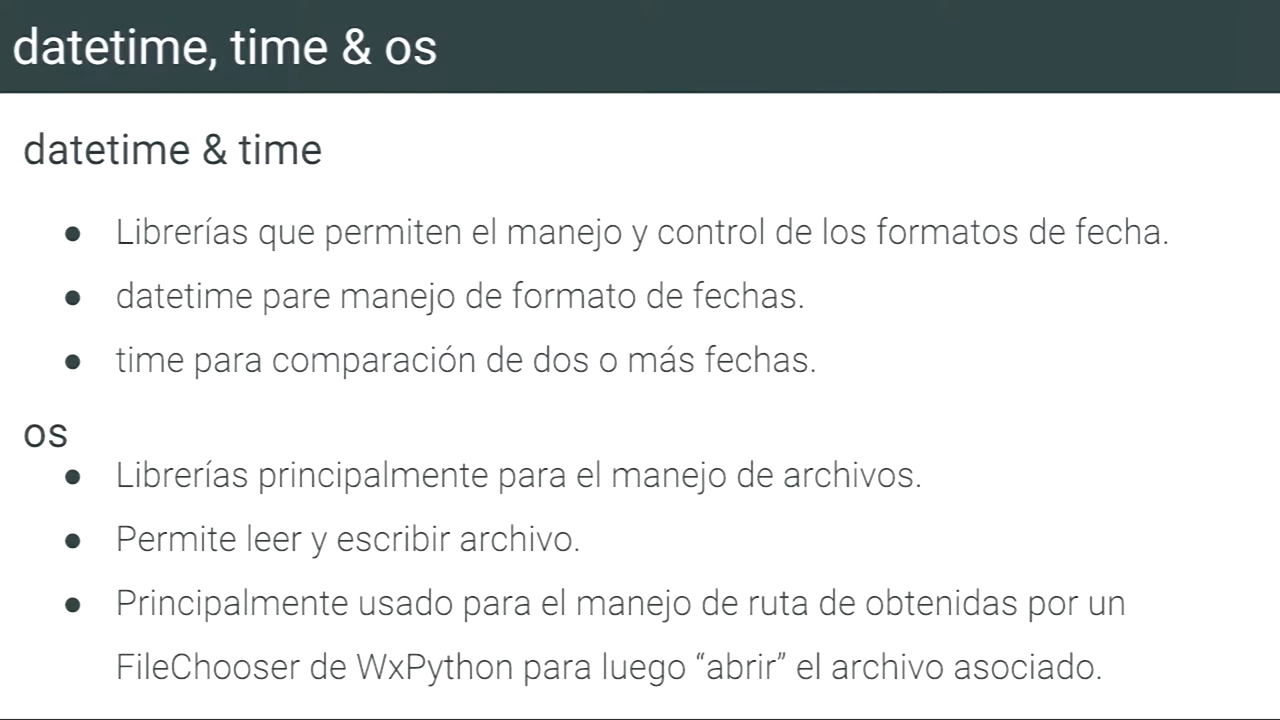 datetime, time & os
datetime & time
● Librerías que permiten el manejo y control de los formatos de fecha.
● datetime pare manejo de formato de fechas.
● time para comparación de dos o más fechas.
os
● Librerías principalmente para el manejo de archivos.
● Permite leer y escribir archivo.
● Principalmente usado para el manejo de ruta de obtenidas por un
FileChooser de WxPython para luego “abrir” el archivo asociado.